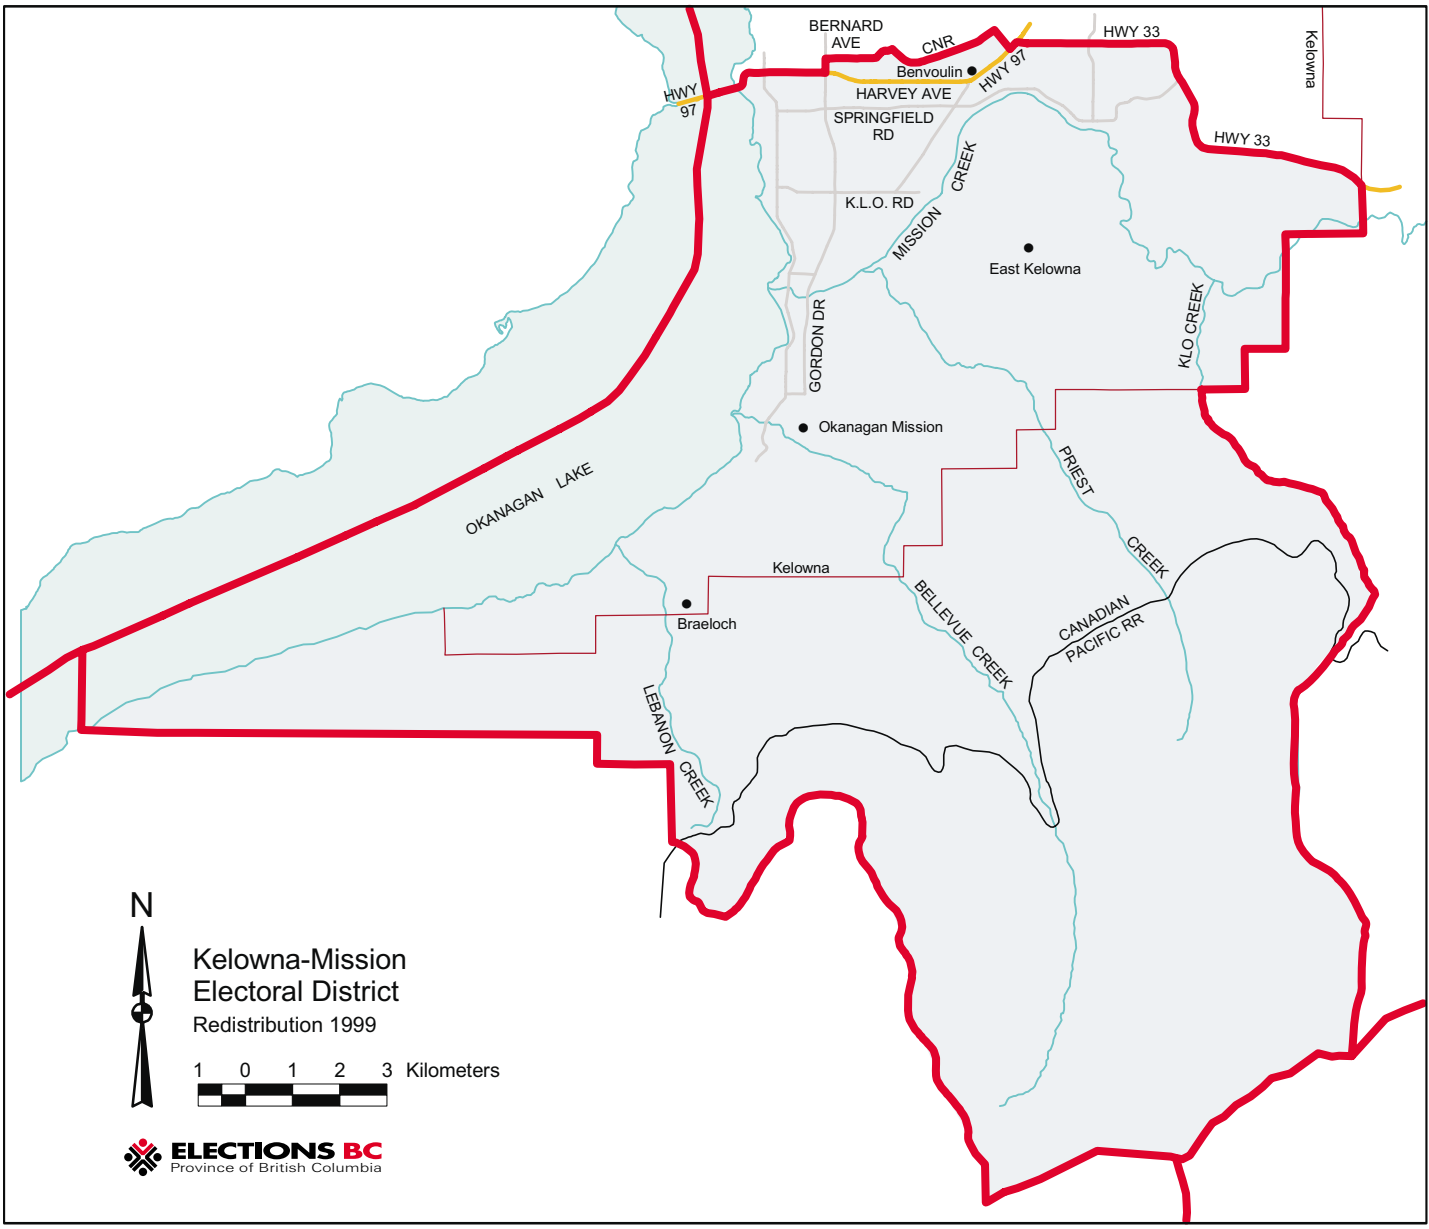 BERNARD
AVE
CNR
HWY 33
Kelowna
Benvoulin
HWY 97
HWY
97
HARVEY AVE
SPRINGFIELD
RD
HWY 33
MISSION CREEK
K.L.O. RD
East Kelowna
KLO CREEK
GORDON DR
Okanagan Mission
OKANAGAN LAKE
PRIEST CREEK
Kelowna
BELLEVUE CREEK
CANADIAN
PACIFIC RR
Braeloch
LEBANON CREEK
N
Kelowna-Mission
Electoral District
Redistribution 1999
1 0 1 2 3 Kilometers
ELECTIONS BC
Province of British Columbia